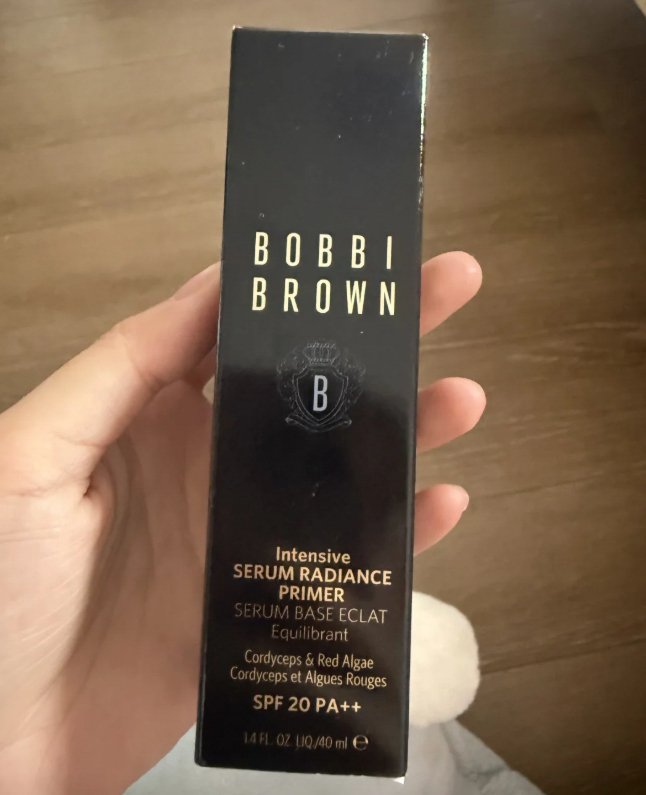 BOBBI
BROWN
B
Intensive
SERUM RADIANCE
PRIMER
SERUM BASE ECLAT
Equilibrant
Cordyceps & Red Algae
Cordyceps et Algues Rouges
SPF 20 PA++
1.4 FL. OZ. LIQ./40 ml ℮